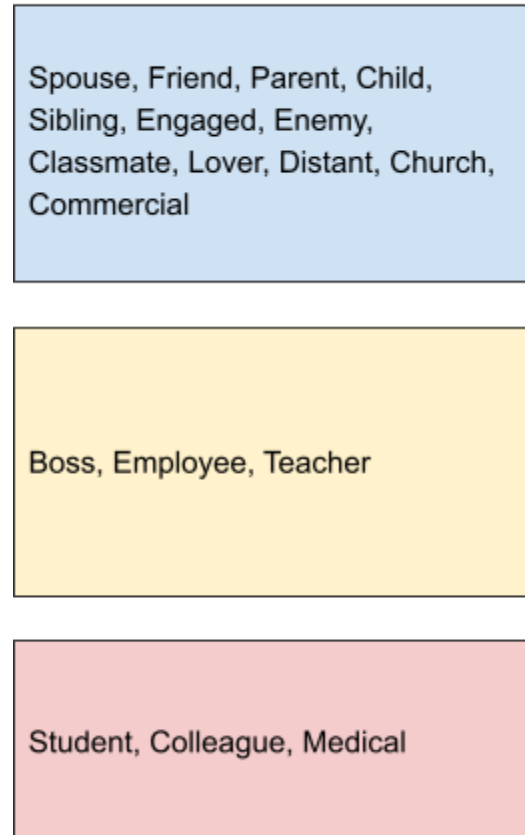 Spouse, Friend, Parent, Child,
Sibling, Engaged, Enemy,
Classmate, Lover, Distant, Church,
Commercial
Boss, Employee, Teacher
Student, Colleague, Medical